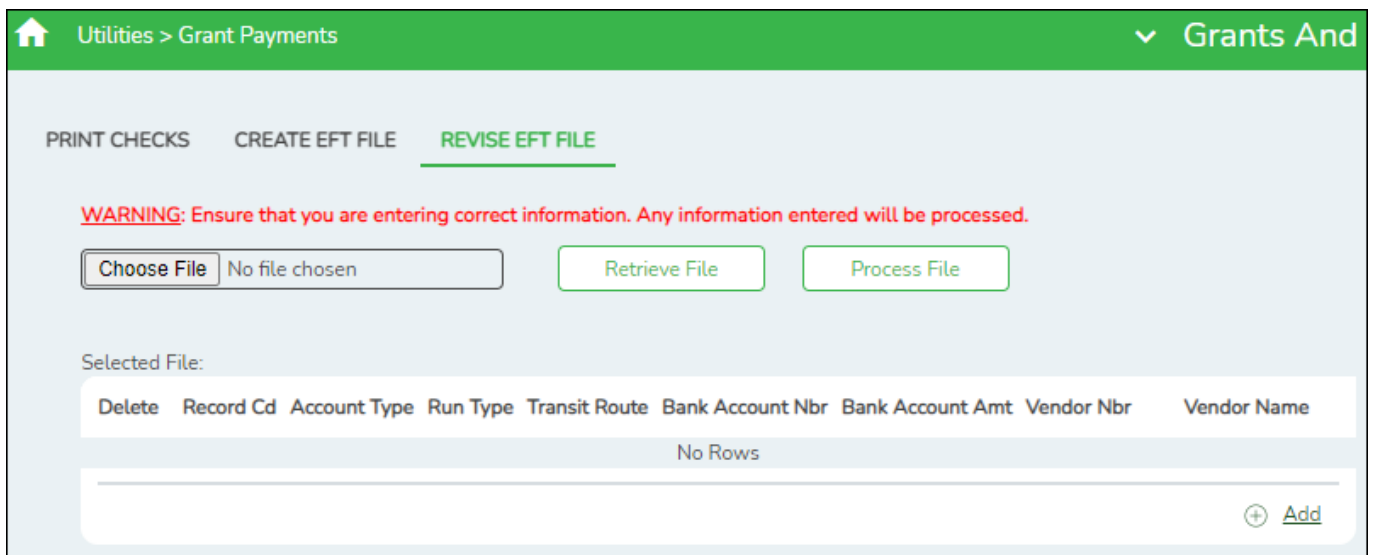 Utilities > Grant Payments
Grants And
PRINT CHECKS CREATE EFT FILE REVISE EFT FILE
WARNING: Ensure that you are entering correct information. Any information entered will be processed.
Choose File No file chosen Retrieve File Process File
Selected File:
Delete Record Cd Account Type Run Type Transit Route Bank Account Nbr Bank Account Amt Vendor Nbr Vendor Name
No Rows
Add